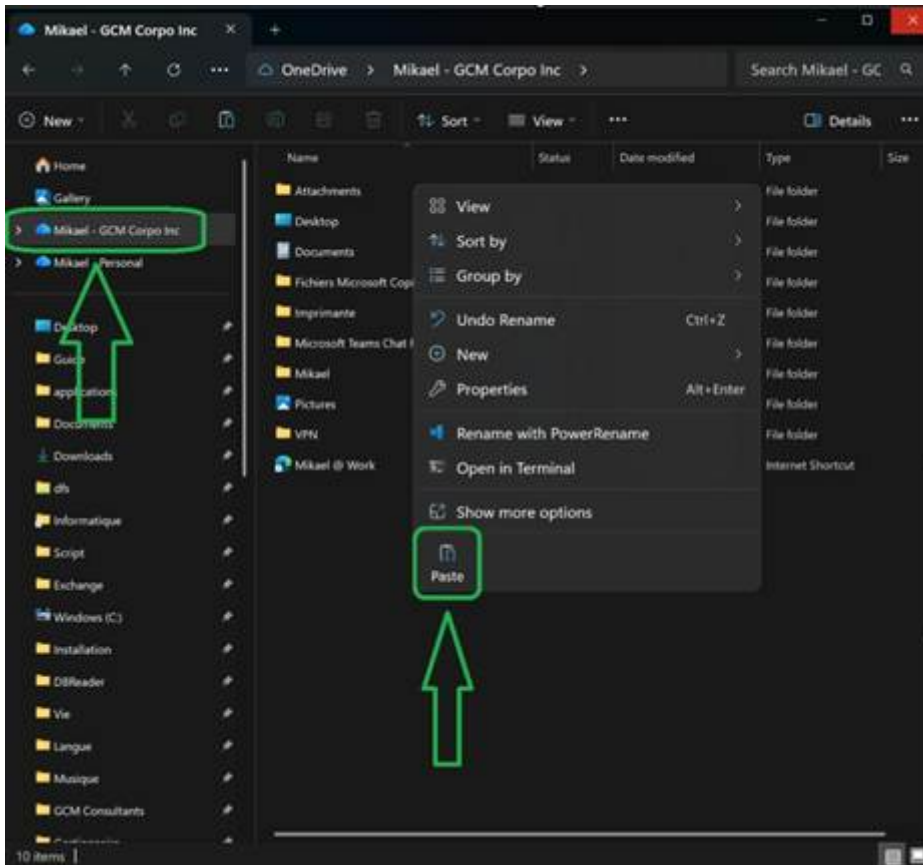 Mikael - GCM Corpo Inc
OneDrive > Mikael - GCM Corpo Inc >
Search Mikael - GC
New
Sort
View
Details
Name Status Date modified Type Size
Home
Gallery
Mikael - GCM Corpo Inc
Mikael - Personal
Desktop
Guide
application
Documents
Downloads
dfs
Informatique
Script
Exchange
Windows (C:)
Installation
DBReader
Vie
Langue
Musique
GCM Consultants
Attachments File folder
Desktop File folder
Documents File folder
Fichiers Microsoft Copi File folder
Imprimante File folder
Microsoft Teams Chat File folder
Mikael File folder
Pictures File folder
VPN File folder
Mikael @ Work Internet Shortcut
View
Sort by
Group by
Undo Rename Ctrl+Z
New
Properties Alt+Enter
Rename with PowerRename
Open in Terminal
Show more options
Paste
10 items